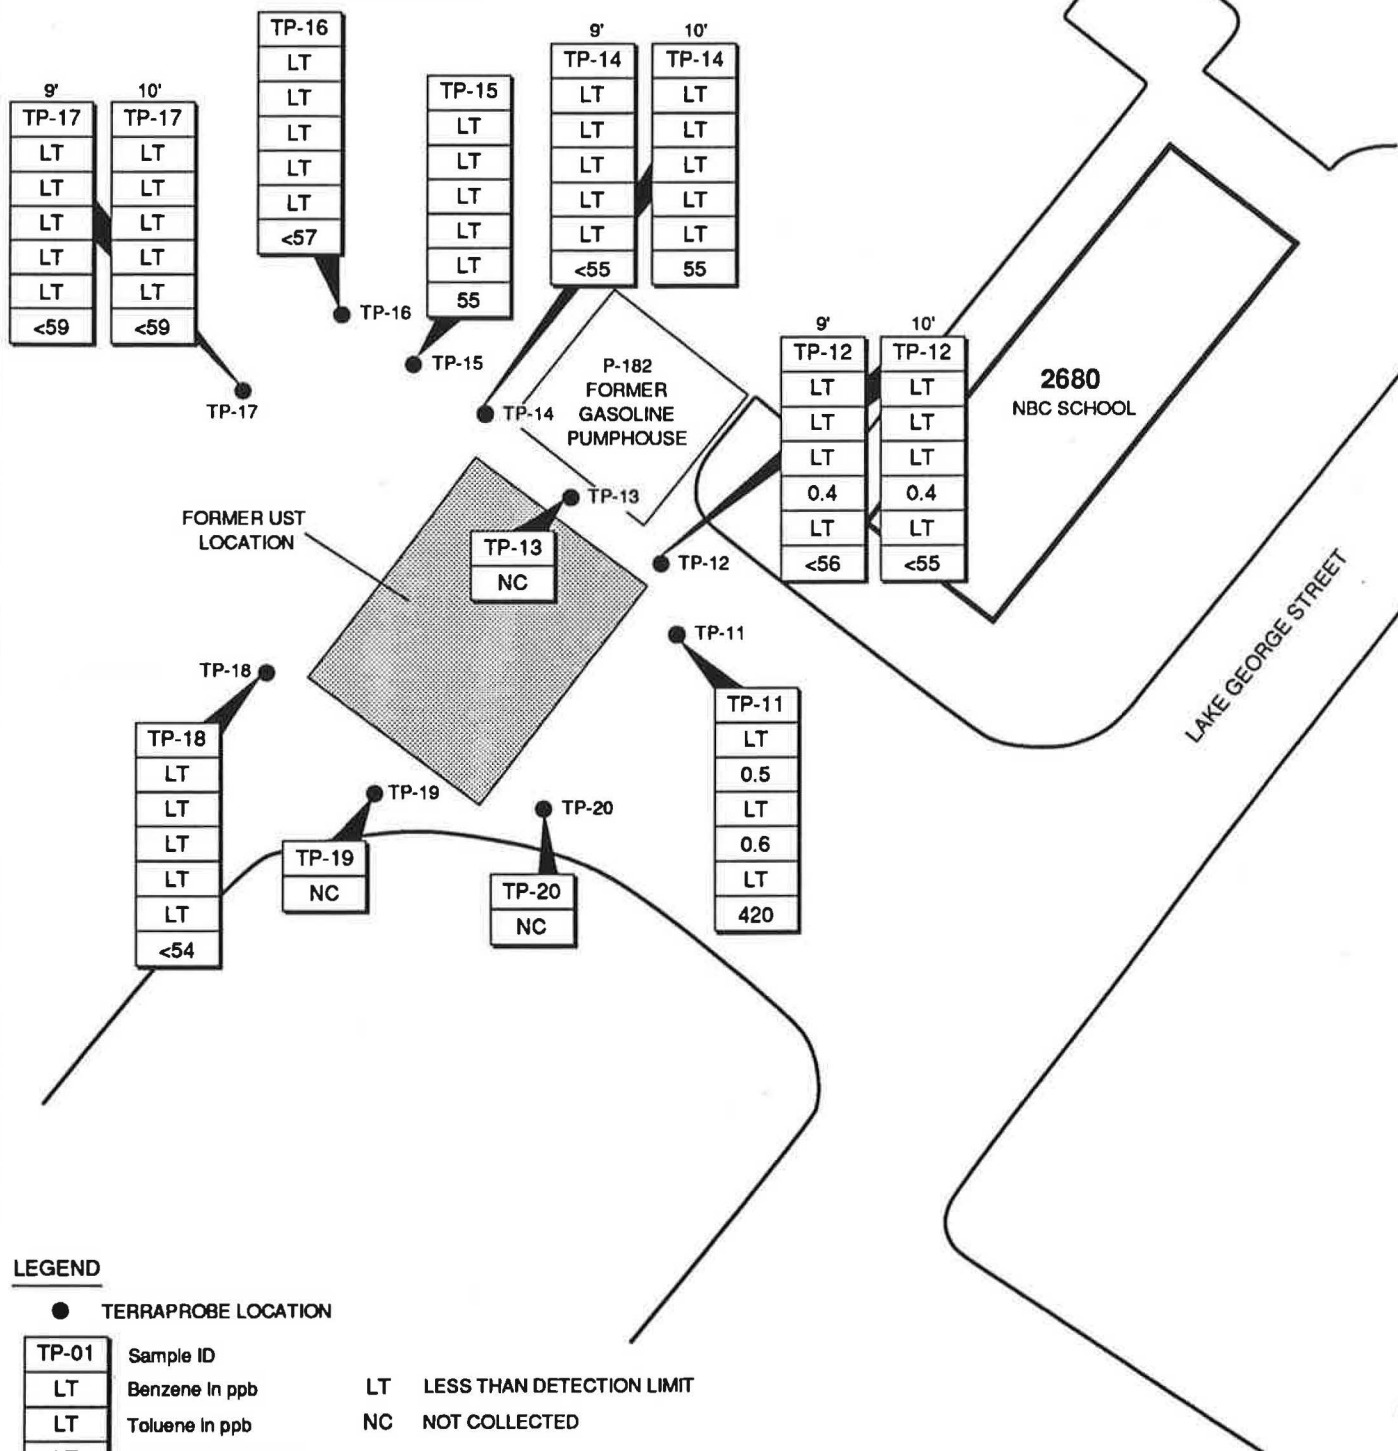 TP-16
LT
LT
LT
LT
LT
<57
9'
TP-14
LT
LT
LT
LT
LT
<55
10'
TP-14
LT
LT
LT
LT
LT
55
TP-15
LT
LT
LT
LT
LT
55
9'
TP-17
LT
LT
LT
LT
LT
<59
10'
TP-17
LT
LT
LT
LT
LT
<59
TP-16
TP-15
TP-17
TP-14
P-182
FORMER
GASOLINE
PUMPHOUSE
9'
TP-12
LT
LT
LT
0.4
LT
<56
10'
TP-12
LT
LT
LT
0.4
LT
<55
2680
NBC SCHOOL
TP-13
FORMER UST
LOCATION
TP-13
NC
TP-12
TP-11
LAKE GEORGE STREET
TP-18
TP-11
LT
0.5
LT
0.6
LT
420
TP-18
LT
LT
LT
LT
LT
<54
TP-19
TP-20
TP-19
NC
TP-20
NC
LEGEND
TERRAPROBE LOCATION
TP-01 Sample ID
LT Benzene in ppb
LT Toluene in ppb
LT LESS THAN DETECTION LIMIT
NC NOT COLLECTED